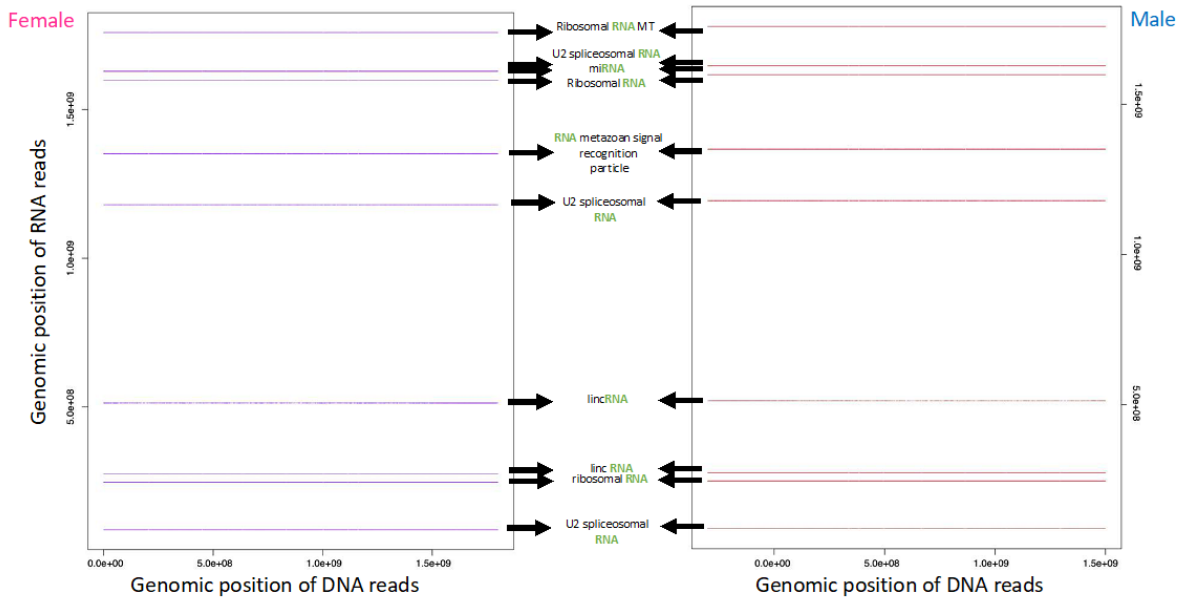 Female
Male
Ribosomal RNA MT
U2 spliceosomal RNA
miRNA
Ribosomal RNA
RNA metazoan signal
recognition
particle
U2 spliceosomal
RNA
lincRNA
linc RNA
ribosomal RNA
U2 spliceosomal
RNA
Genomic position of RNA reads
1.5e+09
1.0e+09
5.0e+08
1.5e+09
1.0e+09
5.0e+08
0.0e+00 5.0e+08 1.0e+09 1.5e+09
0.0e+00 5.0e+08 1.0e+09 1.5e+09
Genomic position of DNA reads
Genomic position of DNA reads